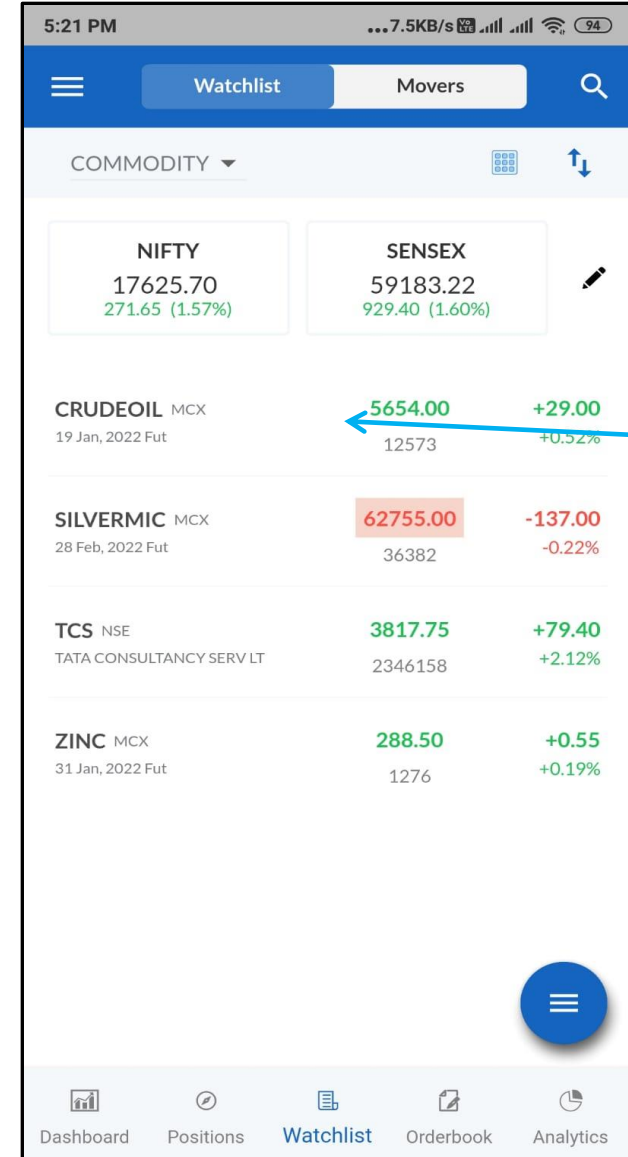 5:21 PM ...7.5KB/s Vo LTE 94
Watchlist Movers
COMMODITY
NIFTY SENSEX
17625.70 59183.22
271.65 (1.57%) 929.40 (1.60%)
CRUDEOIL MCX 5654.00 +29.00
19 Jan, 2022 Fut 12573 +0.52%
SILVERMIC MCX 62755.00 -137.00
28 Feb, 2022 Fut 36382 -0.22%
TCS NSE 3817.75 +79.40
TATA CONSULTANCY SERV LT 2346158 +2.12%
ZINC MCX 288.50 +0.55
31 Jan, 2022 Fut 1276 +0.19%
Dashboard Positions Watchlist Orderbook Analytics